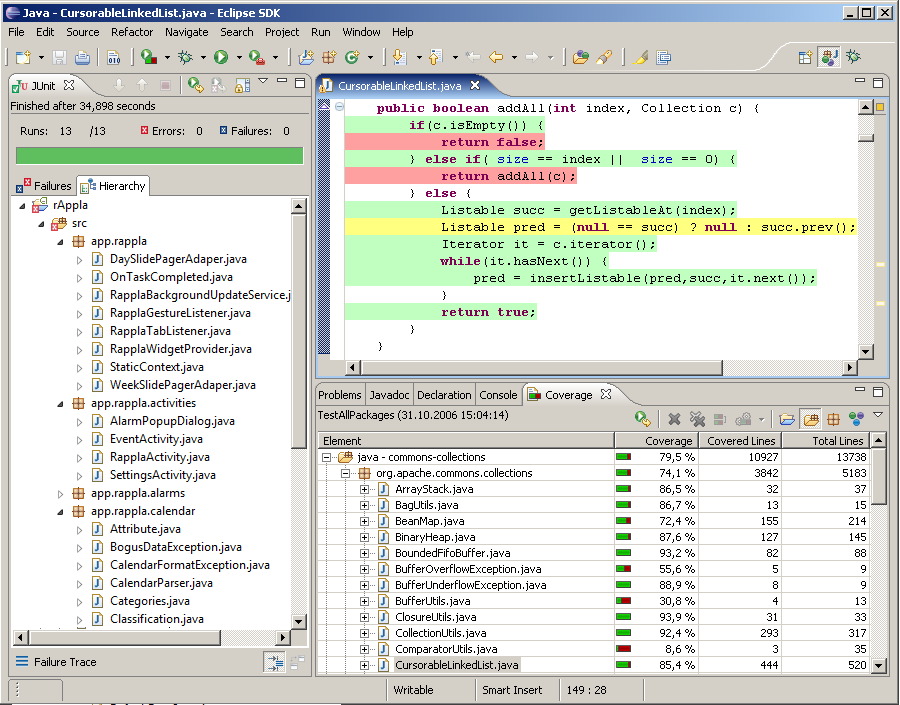 Java - CursorableLinkedList.java - Eclipse SDK
File Edit Source Refactor Navigate Search Project Run Window Help
JUnit
Finished after 34,898 seconds
Runs: 13 /13 Errors: 0 Failures: 0
Failures Hierarchy
rAppla
src
app.rappla
DaySlidePagerAdaper.java
OnTaskCompleted.java
RapplaBackgroundUpdateService.j
RapplaGestureListener.java
RapplaTabListener.java
RapplaWidgetProvider.java
StaticContext.java
WeekSlidePagerAdaper.java
app.rappla.activities
AlarmPopupDialog.java
EventActivity.java
RapplaActivity.java
SettingsActivity.java
app.rappla.alarms
app.rappla.calendar
Attribute.java
BogusDataException.java
CalendarFormatException.java
CalendarParser.java
Categories.java
Classification.java
Failure Trace
CursorableLinkedList.java
public boolean addAll(int index, Collection c) {
if(c.isEmpty()) {
return false;
} else if( size == index || size == 0) {
return addAll(c);
} else {
Listable succ = getListableAt(index);
Listable pred = (null == succ) ? null : succ.prev();
Iterator it = c.iterator();
while(it.hasNext()) {
pred = insertListable(pred,succ,it.next());
}
return true;
}
}
Problems Javadoc Declaration Console Coverage
TestAllPackages (31.10.2006 15:04:14)
Element Coverage Covered Lines Total Lines
java - commons-collections 79,5 % 10927 13738
org.apache.commons.collections 74,1 % 3842 5183
ArrayStack.java 86,5 % 32 37
BagUtils.java 86,7 % 13 15
BeanMap.java 72,4 % 155 214
BinaryHeap.java 87,6 % 127 145
BoundedFifoBuffer.java 93,2 % 82 88
BufferOverflowException.java 55,6 % 5 9
BufferUnderflowException.java 88,9 % 8 9
BufferUtils.java 30,8 % 4 13
ClosureUtils.java 93,9 % 31 33
CollectionUtils.java 92,4 % 293 317
ComparatorUtils.java 8,6 % 3 35
CursorableLinkedList.java 85,4 % 444 520
Writable Smart Insert 149 : 28